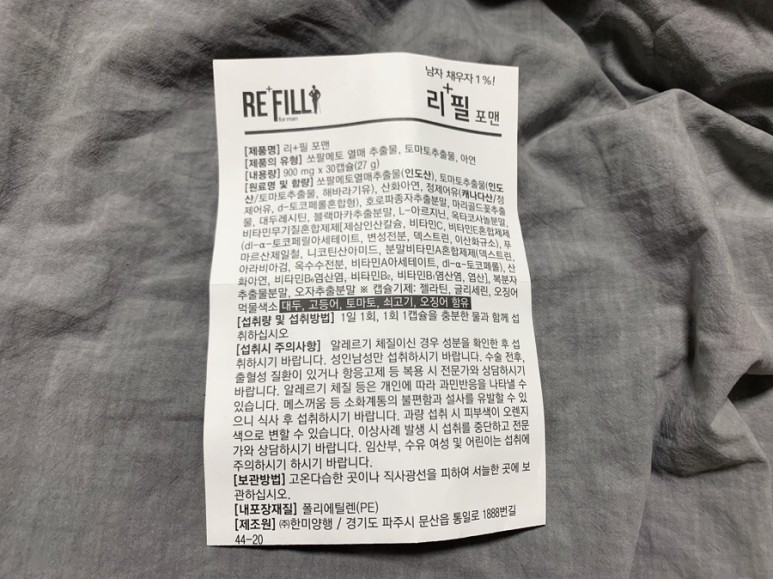 남자 채우자 1%!
RE+FILL
for man
리+필 포맨
[제품명] 리+필 포맨
[제품의 유형] 쏘팔메토 열매 추출물, 토마토추출물, 아연
[내용량] 900 mg x 30캡슐(27 g)
[원료명 및 함량] 쏘팔메토열매추출물(인도산), 토마토추출물(인도
산/토마토추출물, 해바라기유), 산화아연, 정제어유(캐나다산/정
제어유, d-토코페롤혼합형), 호로파종자추출분말, 마리골드꽃추출
물, 대두레시틴, 블랙마카추출분말, L-아르지닌, 옥타코사놀분말,
비타민무기질혼합제제[제삼인산칼슘, 비타민C, 비타민E혼합제제
(dl-α-토코페릴아세테이트, 변성전분, 덱스트린, 이산화규소), 푸
마르산제일철, 니코틴산아미드, 분말비타민A혼합제제(덱스트린,
아라비아검, 옥수수전분, 비타민A아세테이트, dl-α-토코페롤), 산
화아연, 비타민B₆염산염, 비타민B₂, 비타민B₁염산염, 엽산], 복분자
추출물분말, 오자추출분말 ※ 캡슐기제: 젤라틴, 글리세린, 오징어
먹물색소 대두, 고등어, 토마토, 쇠고기, 오징어 함유
[섭취량 및 섭취방법] 1일 1회, 1회 1캡슐을 충분한 물과 함께 섭
취하십시오
[섭취시 주의사항] 알레르기 체질이신 경우 성분을 확인한 후 섭
취하시기 바랍니다. 성인남성만 섭취하시기 바랍니다. 수술 전후,
출혈성 질환이 있거나 항응고제 등 복용 시 전문가와 상담하시기
바랍니다. 알레르기 체질 등은 개인에 따라 과민반응을 나타낼 수
있습니다. 메스꺼움 등 소화계통의 불편함과 설사를 유발할 수 있
으니 식사 후 섭취하시기 바랍니다. 과량 섭취 시 피부색이 오렌지
색으로 변할 수 있습니다. 이상사례 발생 시 섭취를 중단하고 전문
가와 상담하시기 바랍니다. 임산부, 수유 여성 및 어린이는 섭취에
주의하시기 하시기 바랍니다.
[보관방법] 고온다습한 곳이나 직사광선을 피하여 서늘한 곳에 보
관하십시오.
[내포장재질] 폴리에틸렌(PE)
[제조원] ㈜한미양행 / 경기도 파주시 문산읍 통일로 1888번길
44-20